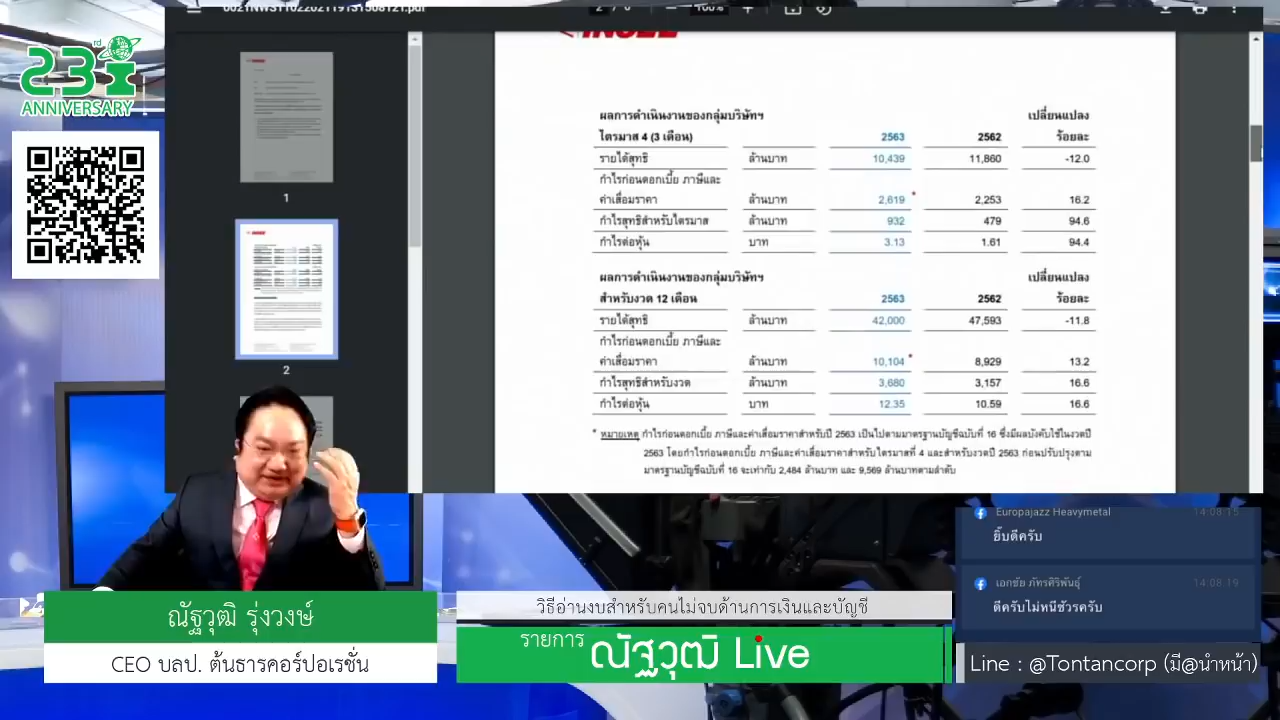 23rd
ANNIVERSARY
2 / 6
100%
INSEE
1
2
ผลการดำเนินงานของกลุ่มบริษัทฯ เปลี่ยนแปลง
ไตรมาส 4 (3 เดือน) 2563 2562 ร้อยละ
รายได้สุทธิ ล้านบาท 10,439 11,860 -12.0
กำไรก่อนดอกเบี้ย ภาษีและ
ค่าเสื่อมราคา ล้านบาท 2,619 * 2,253 16.2
กำไรสุทธิสำหรับไตรมาส ล้านบาท 932 479 94.6
กำไรต่อหุ้น บาท 3.13 1.61 94.4
ผลการดำเนินงานของกลุ่มบริษัทฯ เปลี่ยนแปลง
สำหรับงวด 12 เดือน 2563 2562 ร้อยละ
รายได้สุทธิ ล้านบาท 42,000 47,593 -11.8
กำไรก่อนดอกเบี้ย ภาษีและ
ค่าเสื่อมราคา ล้านบาท 10,104 * 8,929 13.2
กำไรสุทธิสำหรับงวด ล้านบาท 3,680 3,157 16.6
กำไรต่อหุ้น บาท 12.35 10.59 16.6
* หมายเหตุ กำไรก่อนดอกเบี้ย ภาษีและค่าเสื่อมราคาสำหรับปี 2563 เป็นไปตามมาตรฐานบัญชีฉบับที่ 16 ซึ่งมีผลบังคับใช้ในงวดปี
2563 โดยกำไรก่อนดอกเบี้ย ภาษีและค่าเสื่อมราคาสำหรับไตรมาสที่ 4 และสำหรับงวดปี 2563 ก่อนปรับปรุงตาม
มาตรฐานบัญชีฉบับที่ 16 จะเท่ากับ 2,484 ล้านบาท และ 9,569 ล้านบาทตามลำดับ
Europajazz Heavymetal 14:08:15
ยิ้บดีครับ
เอกชัย ภัทรศิริพันธุ์ 14:08:19
ดีครับไม่หนีชัวรครับ
ณัฐวุฒิ รุ่งวงษ์
CEO บลป. ต้นธารคอร์ปอเรชั่น
วิธีอ่านงบสำหรับคนไม่จบด้านการเงินและบัญชี
รายการ ณัฐวุฒิ Live
Line : @Tontancorp (มี@นำหน้า)